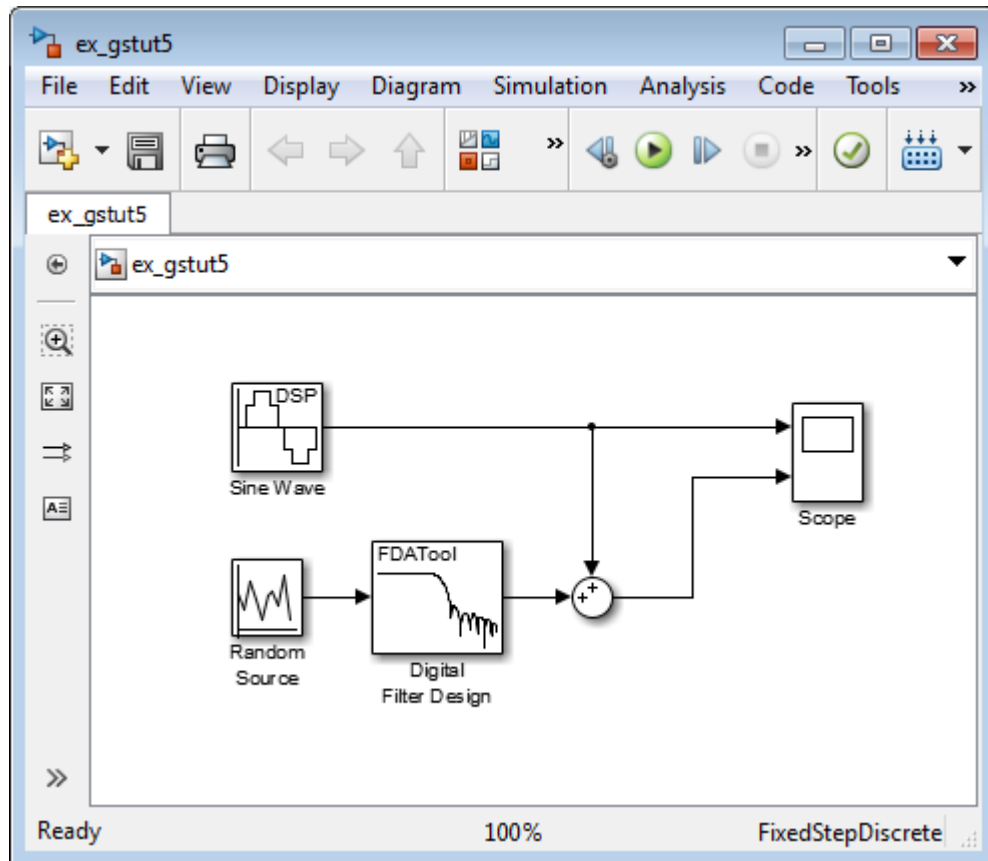 ex_gstut5
File Edit View Display Diagram Simulation Analysis Code Tools »
» »
ex_gstut5
ex_gstut5
DSP
Sine Wave
Scope
FDATool
Random
Source
Digital
Filter Design
A
»
Ready 100% FixedStepDiscrete